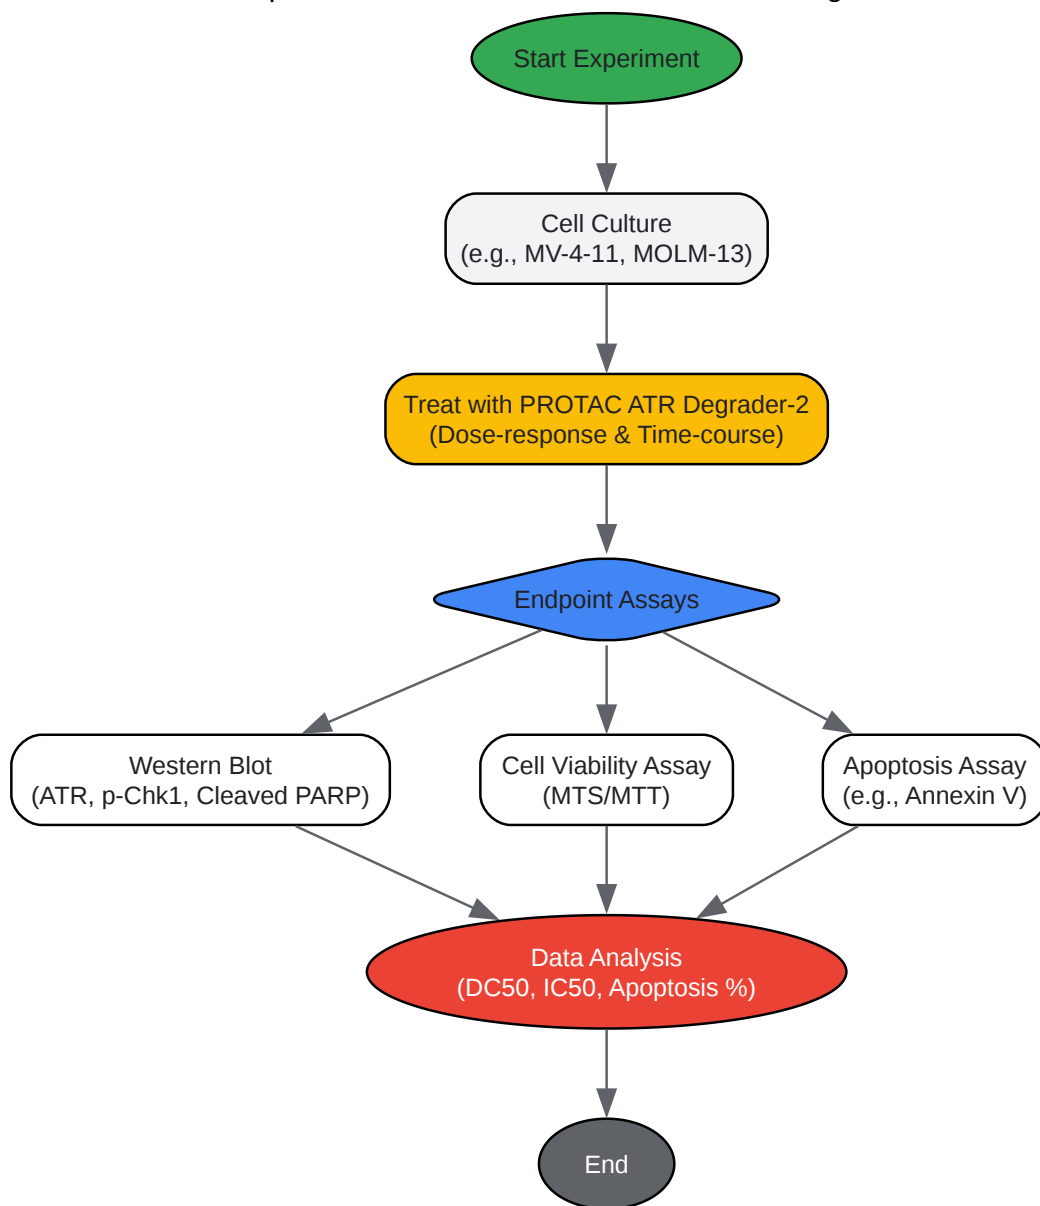 Start Experiment
Cell Culture
(e.g., MV-4-11, MOLM-13)
Treat with PROTAC ATR Degrader-2
(Dose-response & Time-course)
Endpoint Assays
Western Blot
(ATR, p-Chk1, Cleaved PARP)
Cell Viability Assay
(MTS/MTT)
Apoptosis Assay
(e.g., Annexin V)
Data Analysis
(DC50, IC50, Apoptosis %)
End